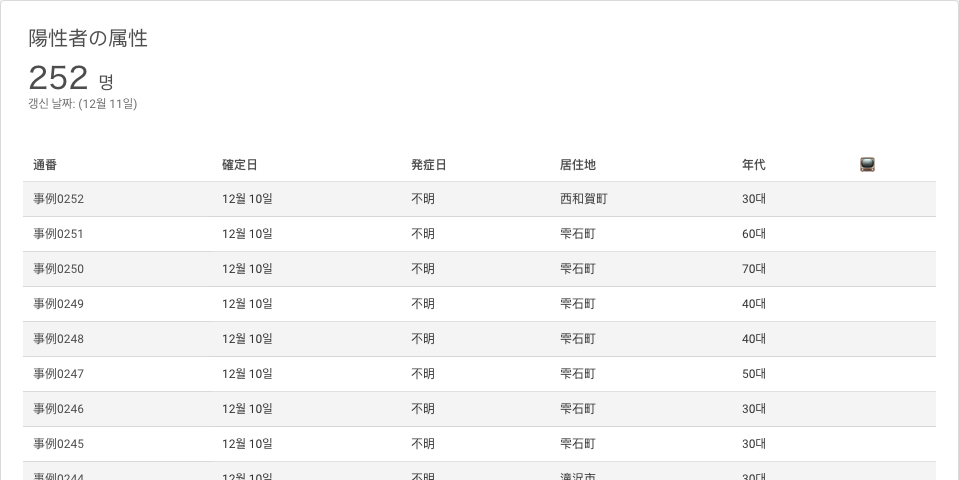 陽性者の属性
252 명
갱신 날짜: (12월 11일)
通番 確定日 発症日 居住地 年代
事例0252 12월 10일 不明 西和賀町 30대
事例0251 12월 10일 不明 雫石町 60대
事例0250 12월 10일 不明 雫石町 70대
事例0249 12월 10일 不明 雫石町 40대
事例0248 12월 10일 不明 雫石町 40대
事例0247 12월 10일 不明 雫石町 50대
事例0246 12월 10일 不明 雫石町 30대
事例0245 12월 10일 不明 雫石町 30대
事例0244 12월 10일 不明 滝沢市 30대